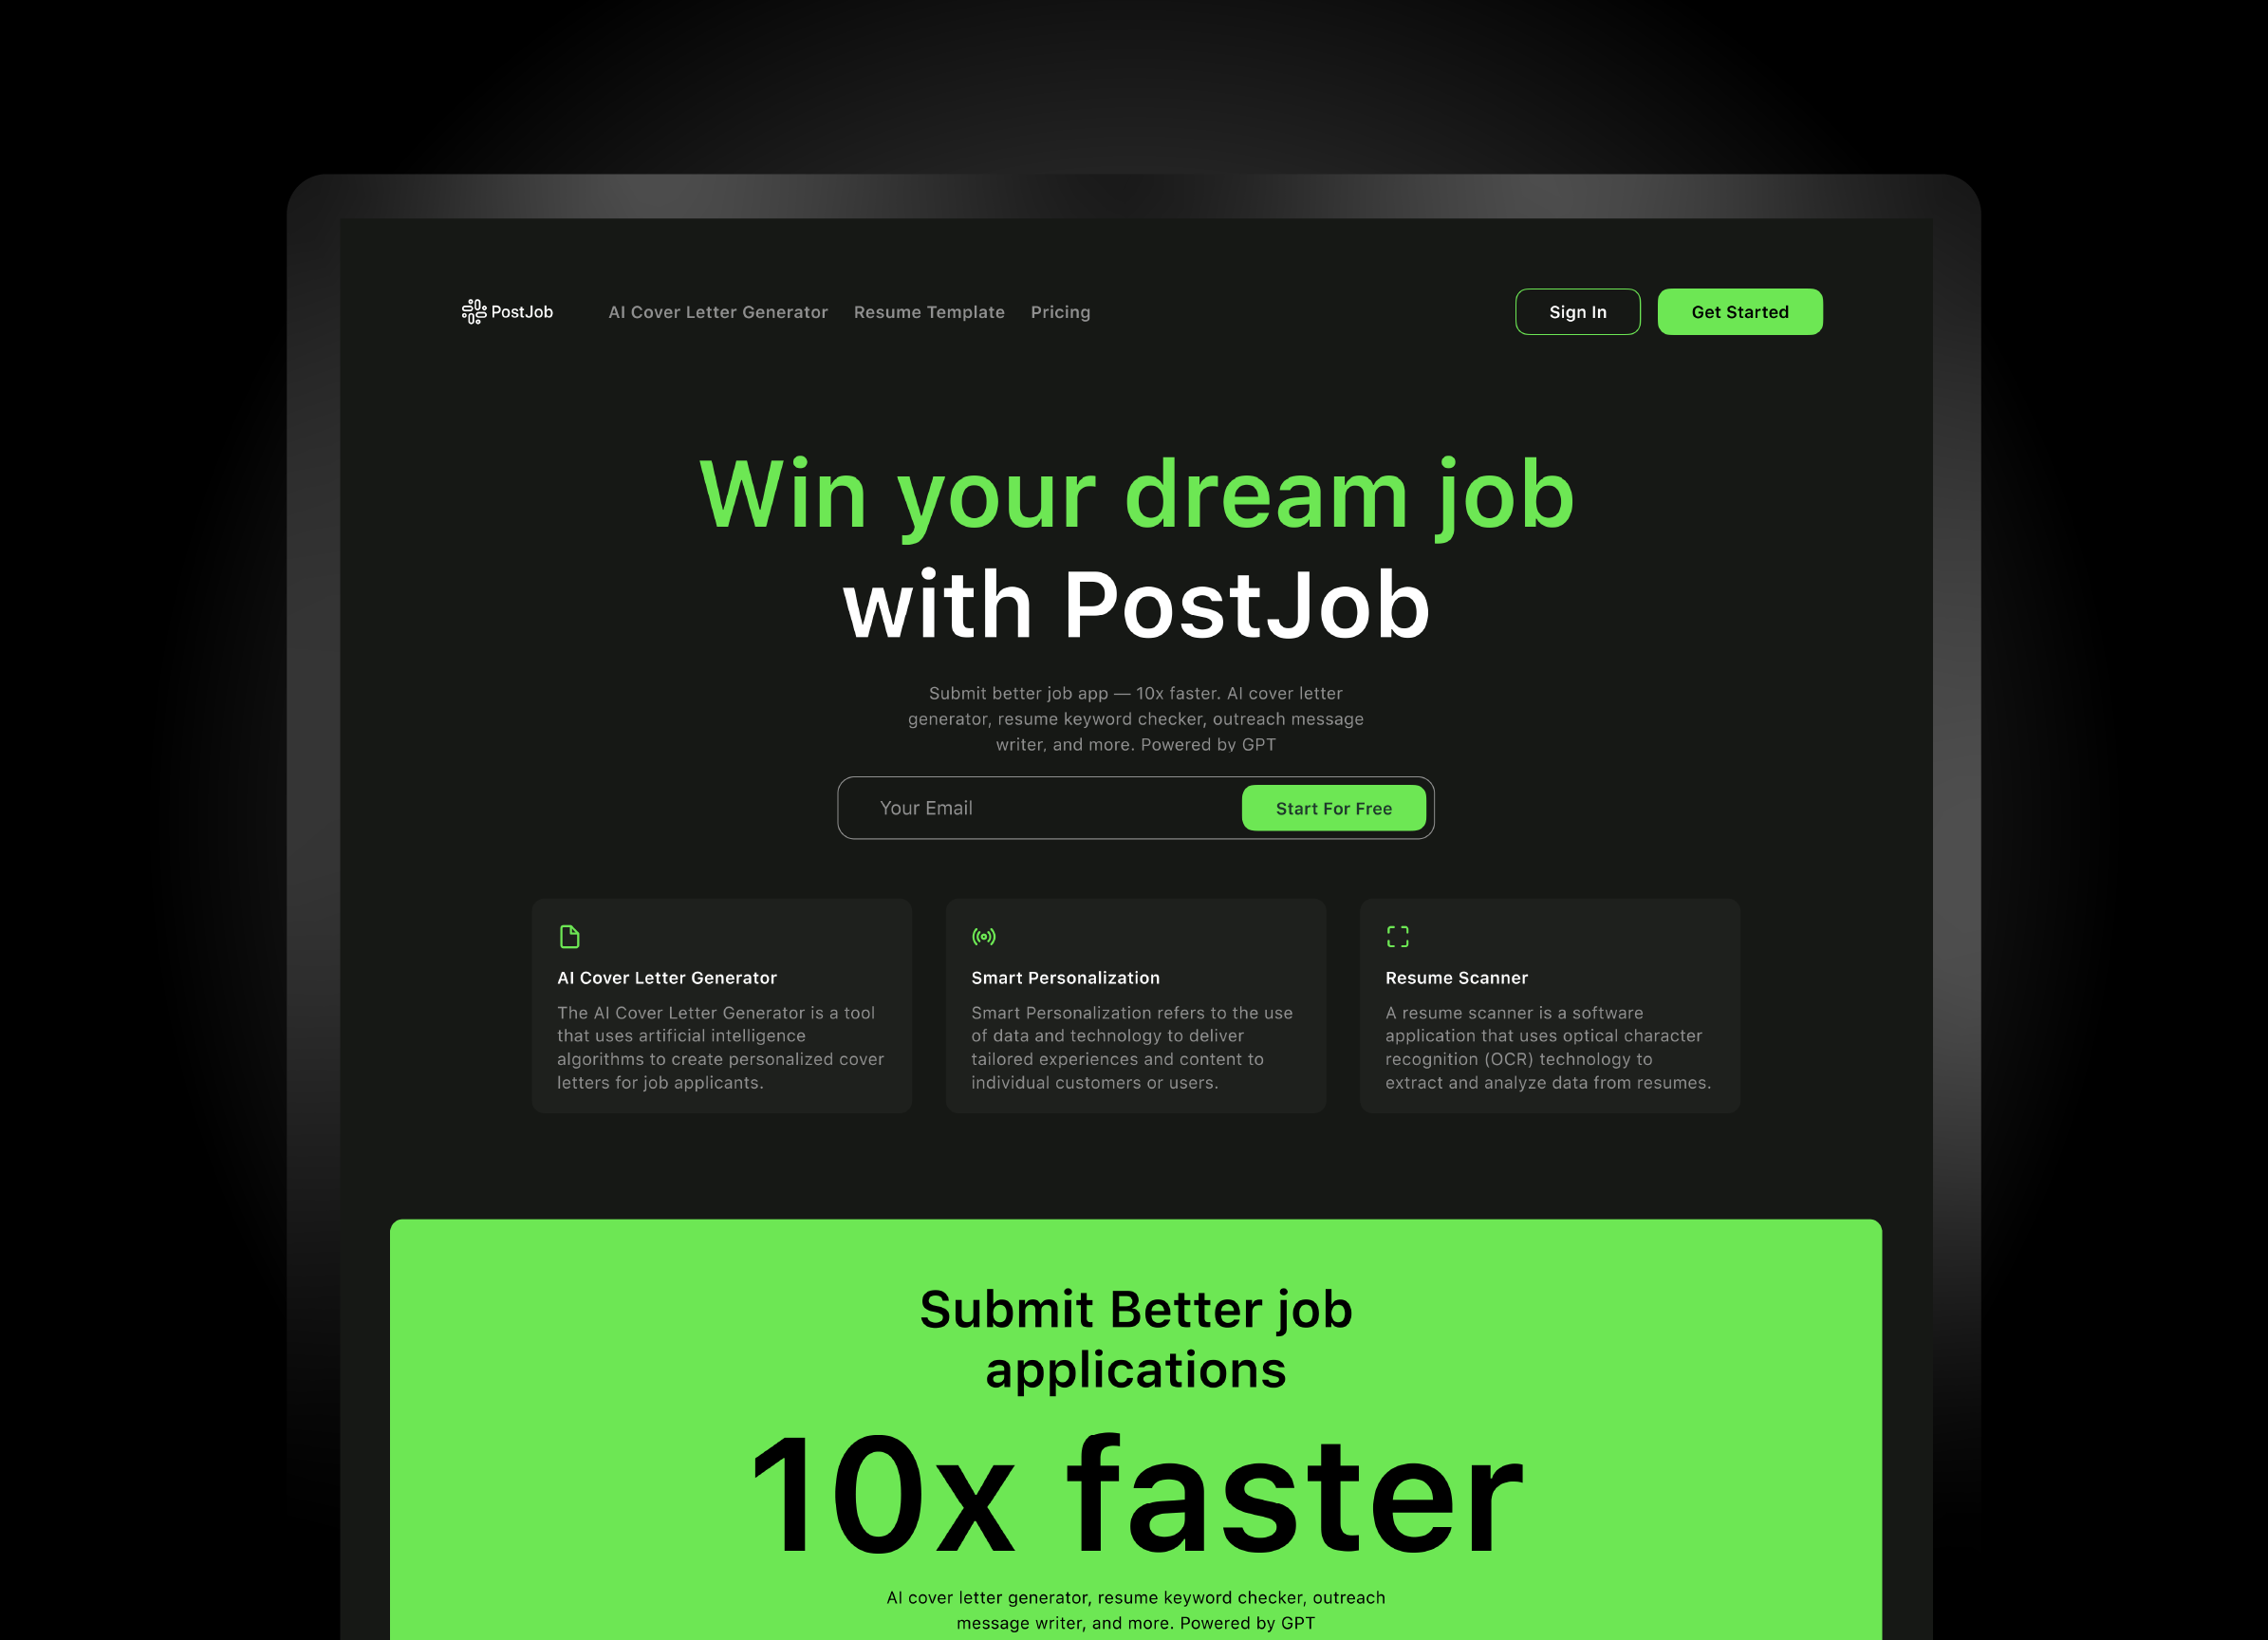 PostJob
AI Cover Letter Generator
Resume Template
Pricing
Sign In
Get Started
Win your dream job
with PostJob
Submit better job app — 10x faster. AI cover letter
generator, resume keyword checker, outreach message
writer, and more. Powered by GPT
Your Email
Start For Free
AI Cover Letter Generator
The AI Cover Letter Generator is a tool
that uses artificial intelligence
algorithms to create personalized cover
letters for job applicants.
Smart Personalization
Smart Personalization refers to the use
of data and technology to deliver
tailored experiences and content to
individual customers or users.
Resume Scanner
A resume scanner is a software
application that uses optical character
recognition (OCR) technology to
extract and analyze data from resumes.
Submit Better job
applications
10x faster
AI cover letter generator, resume keyword checker, outreach
message writer, and more. Powered by GPT